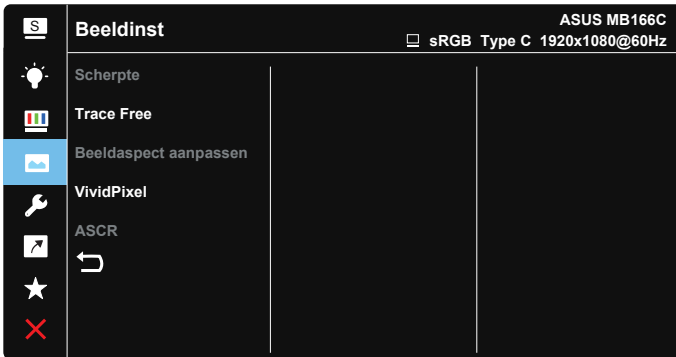 S
Beeldinst
ASUS MB166C
sRGB Type C 1920x1080@60Hz
Scherpte
Trace Free
Beeldaspect aanpassen
VividPixel
ASCR